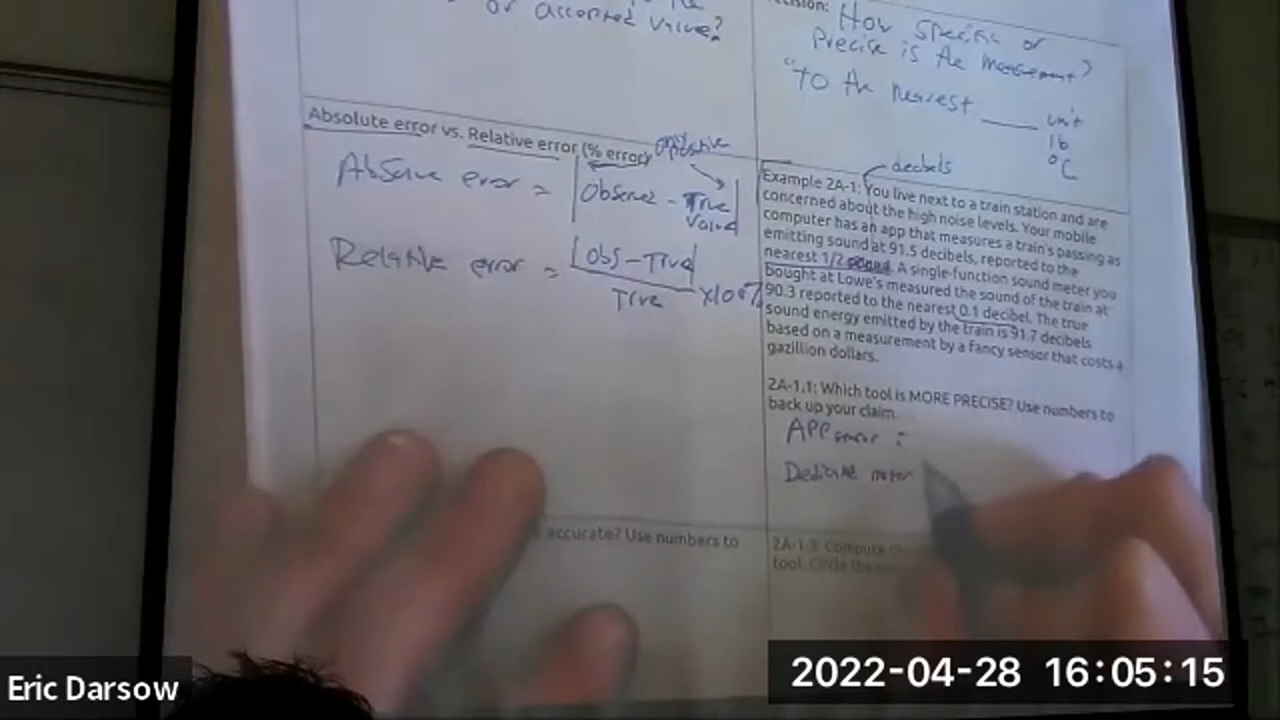 or accepted value?
How specific or
Precise is the measurement?
"To the nearest ____ unit
lb
°C
Absolute error vs. Relative error (% error)
Absolute error = |Observed - True
Value|
Relative error = |obs - True|
True x100%
decibels
Example 2A-1: You live next to a train station and are
concerned about the high noise levels. Your mobile
computer has an app that measures a train's passing as
emitting sound at 91.5 decibels, reported to the
nearest 1/2 . A single-function sound meter you
bought at Lowe's measured the sound of the train at
90.3 reported to the nearest 0.1 decibel. The true
sound energy emitted by the train is 91.7 decibels
based on a measurement by a fancy sensor that costs a
gazillion dollars.
2A-1.1: Which tool is MORE PRECISE? Use numbers to
back up your claim.
APP :
meter
accurate? Use numbers to
2A-1.3: Compute the
tool. Circle the
Eric Darsow
2022-04-28 16:05:15